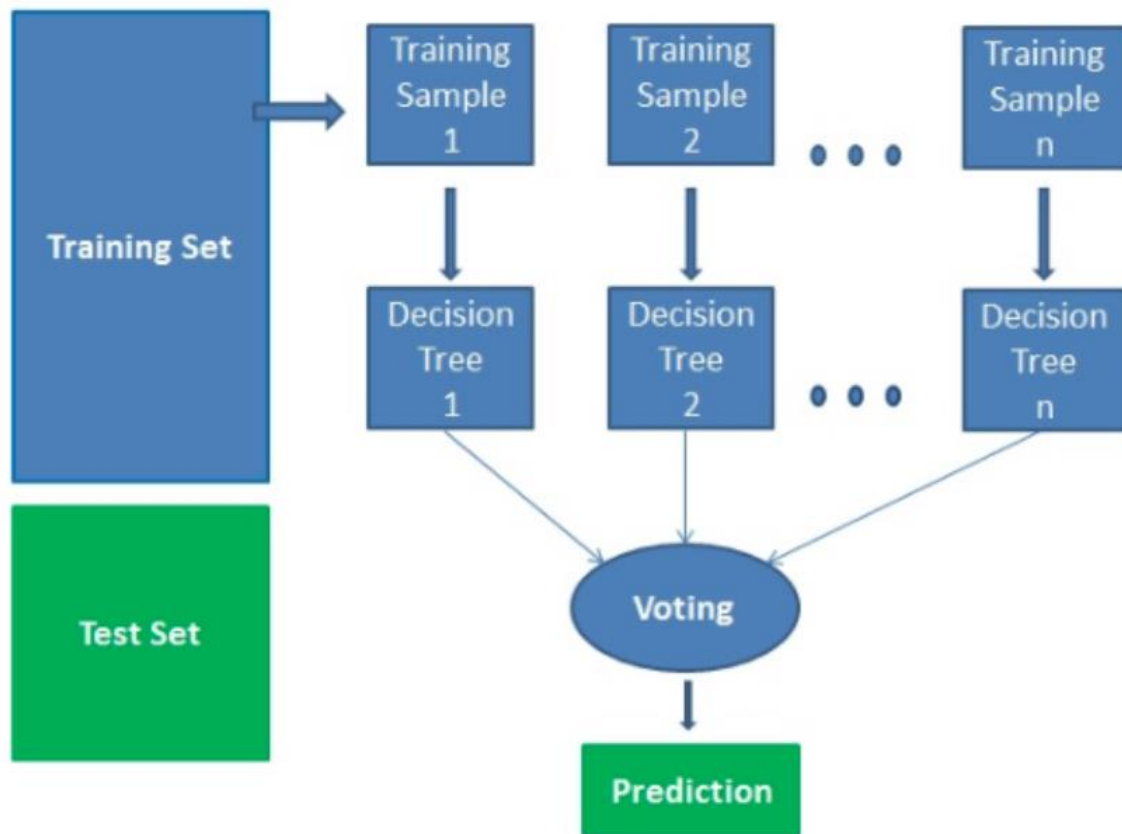 Training Set
Training
Sample
1
Training
Sample
2
Training
Sample
n
Decision
Tree
1
Decision
Tree
2
Decision
Tree
n
Voting
Test Set
Prediction